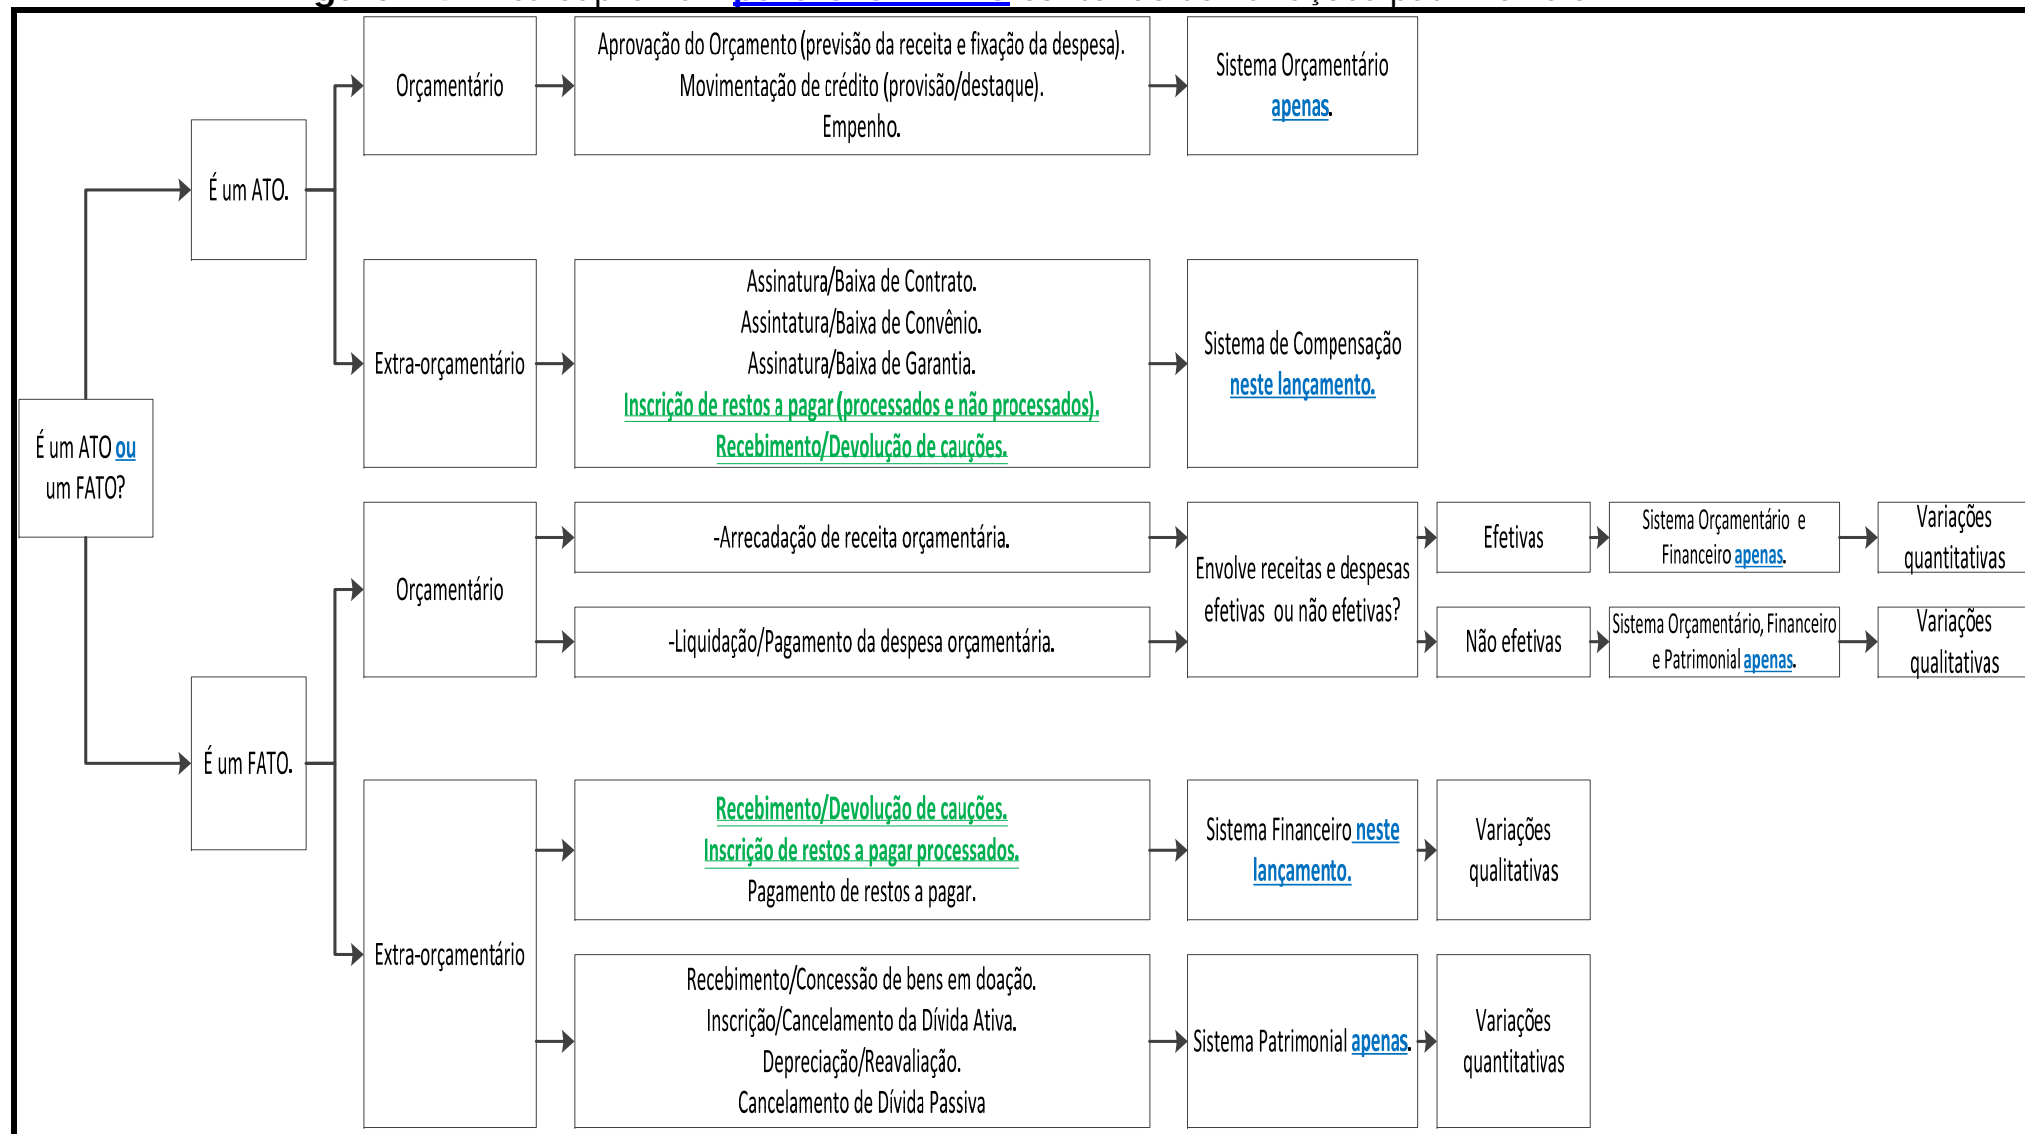 Orçamentário
Aprovação do Orçamento (previsão da receita e fixação da despesa).
Movimentação de crédito (provisão/destaque).
Empenho.
Sistema Orçamentário
apenas.
É um ATO.
Extra-orçamentário
Assinatura/Baixa de Contrato.
Assintatura/Baixa de Convênio.
Assinatura/Baixa de Garantia.
Inscrição de restos a pagar (processados e não processados).
Recebimento/Devolução de cauções.
Sistema de Compensação
neste lançamento.
É um ATO ou
um FATO?
Orçamentário
-Arrecadação de receita orçamentária.
-Liquidação/Pagamento da despesa orçamentária.
Envolve receitas e despesas
efetivas ou não efetivas?
Efetivas
Sistema Orçamentário e
Financeiro apenas.
Variações
quantitativas
Não efetivas
Sistema Orçamentário, Financeiro
e Patrimonial apenas.
Variações
qualitativas
É um FATO.
Extra-orçamentário
Recebimento/Devolução de cauções.
Inscrição de restos a pagar processados.
Pagamento de restos a pagar.
Sistema Financeiro neste
lançamento.
Variações
qualitativas
Recebimento/Concessão de bens em doação.
Inscrição/Cancelamento da Dívida Ativa.
Depreciação/Reavaliação.
Cancelamento de Dívida Passiva
Sistema Patrimonial apenas.
Variações
quantitativas